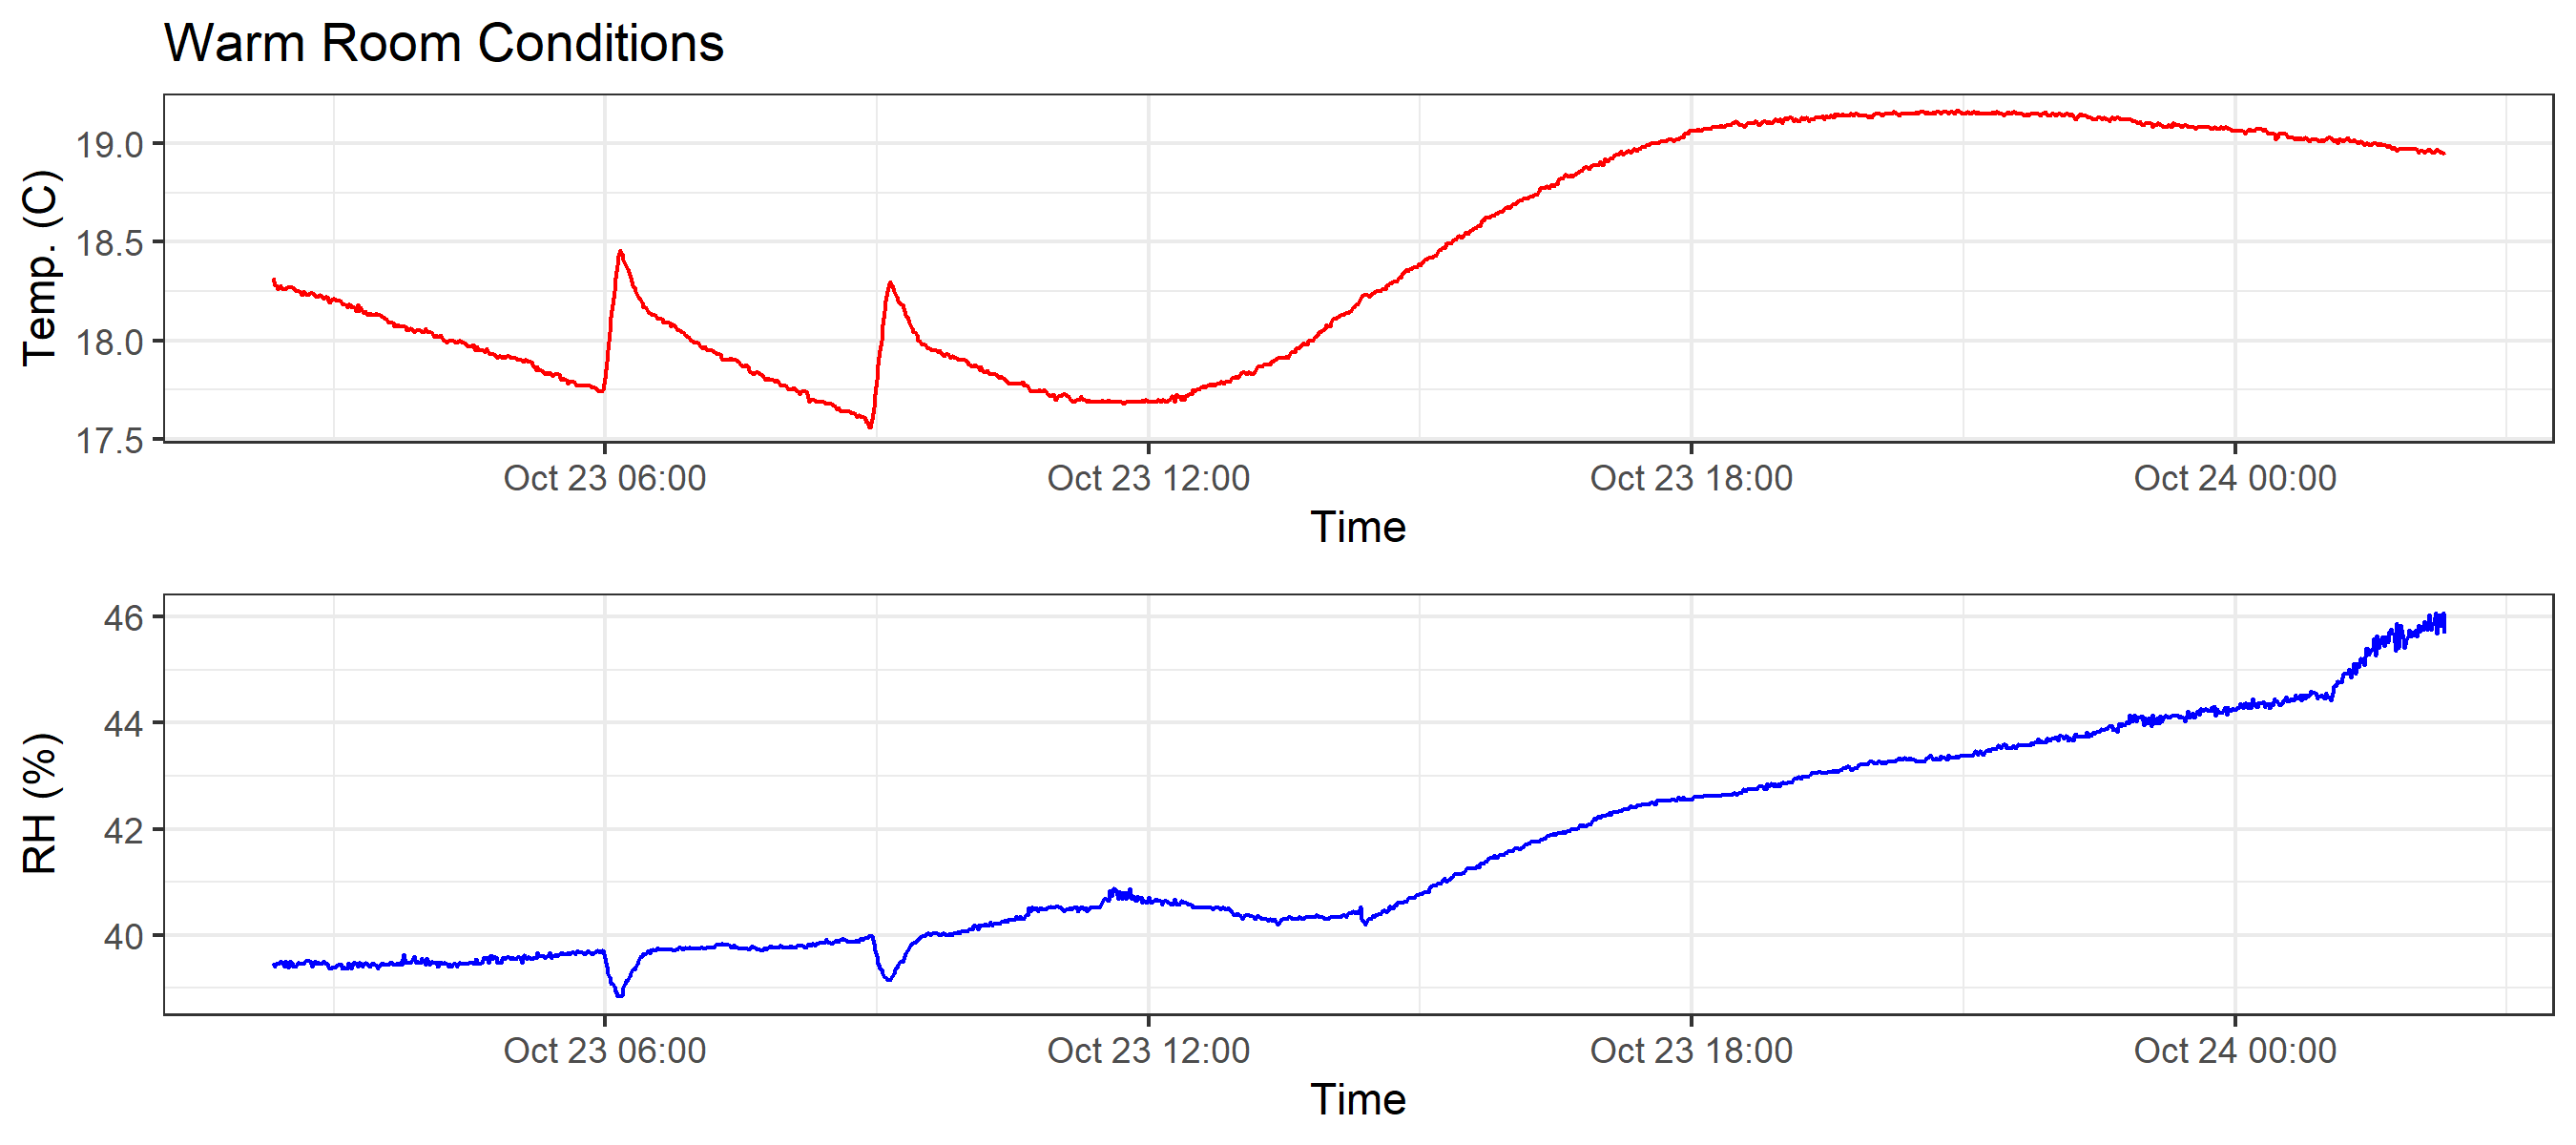 Warm Room Conditions
Temp. (C)
19.0
18.5
18.0
17.5
Oct 23 06:00 Oct 23 12:00 Oct 23 18:00 Oct 24 00:00
Time
RH (%)
46
44
42
40
Oct 23 06:00 Oct 23 12:00 Oct 23 18:00 Oct 24 00:00
Time